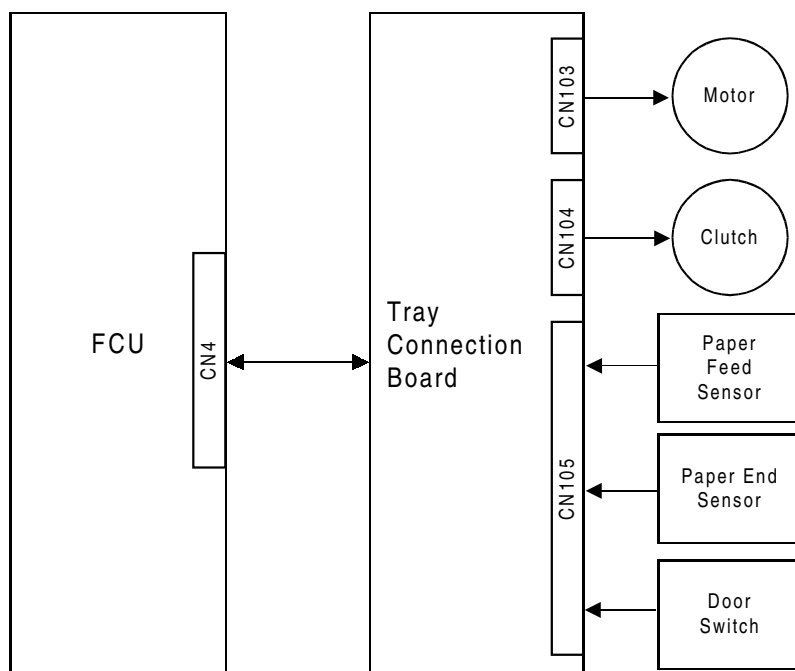 FCU
CN4
Tray
Connection
Board
CN103
CN104
CN105
Motor
Clutch
Paper
Feed
Sensor
Paper End
Sensor
Door
Switch